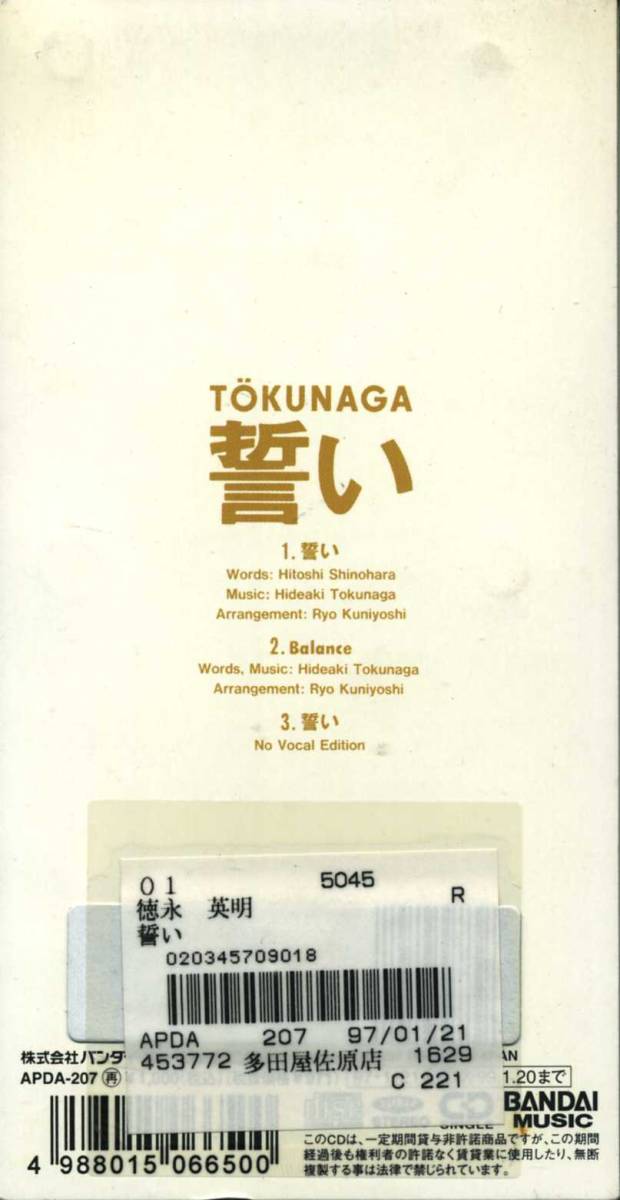 TÖKUNAGA
誓い
1. 誓い
Words: Hitoshi Shinohara
Music: Hideaki Tokunaga
Arrangement: Ryo Kuniyoshi
2. Balance
Words, Music: Hideaki Tokunaga
Arrangement: Ryo Kuniyoshi
3. 誓い
No Vocal Edition
01 5045 R
徳永 英明
誓い
020345709018
APDA 207 97/01/21
453772 多田屋佐原店 1629
C 221
株式会社バンダ
APDA-207 再
1.20まで
BANDAI
MUSIC
SINGLE
このCDは、一定期間貸与非許諾商品ですが、この期間
経過後も権利者の許諾なく賃貸業に使用したり、無断
複製する事は法律で禁じられています。
4 988015 066500